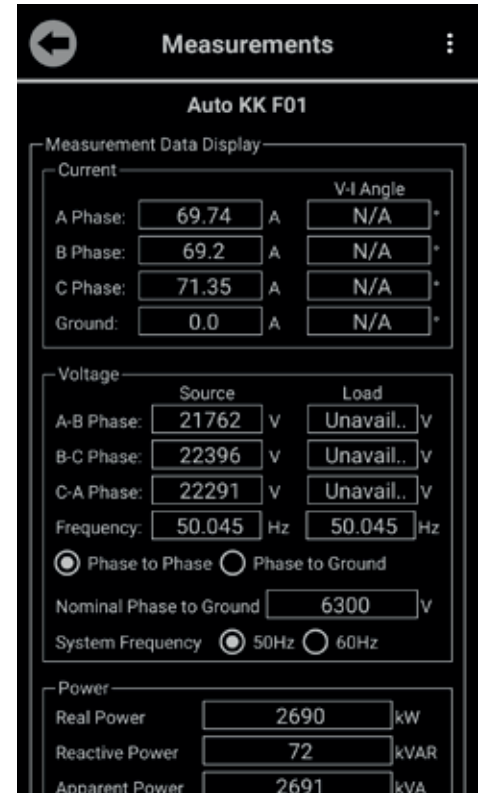 Measurements
Auto KK F01
Measurement Data Display
Current
V-I Angle
A Phase: 69.74 A N/A °
B Phase: 69.2 A N/A °
C Phase: 71.35 A N/A °
Ground: 0.0 A N/A °
Voltage
Source Load
A-B Phase: 21762 V Unavail.. V
B-C Phase: 22396 V Unavail.. V
C-A Phase: 22291 V Unavail.. V
Frequency: 50.045 Hz 50.045 Hz
Phase to Phase Phase to Ground
Nominal Phase to Ground 6300 V
System Frequency 50Hz 60Hz
Power
Real Power 2690 kW
Reactive Power 72 kVAR
Apparent Power 2691 kVA